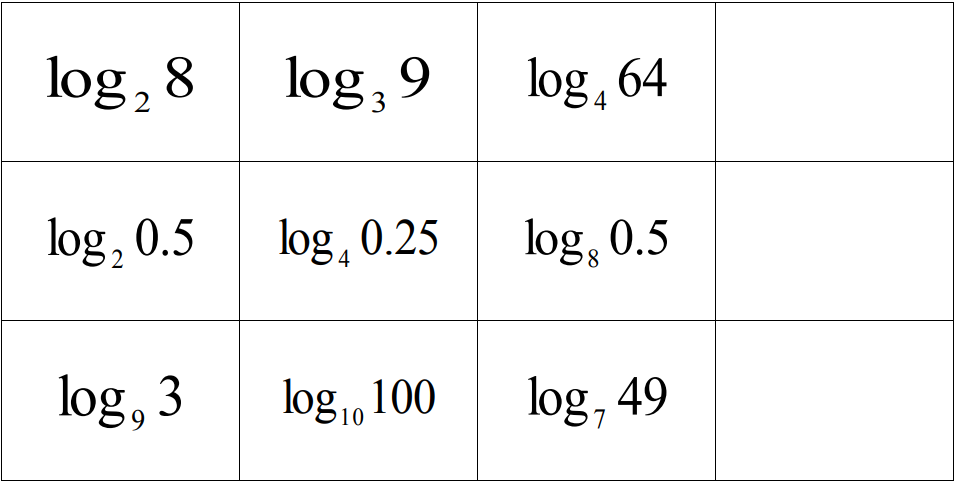 log₂ 8 log₃ 9 log₄ 64
log₂ 0.5 log₄ 0.25 log₈ 0.5
log₉ 3 log₁₀ 100 log₇ 49